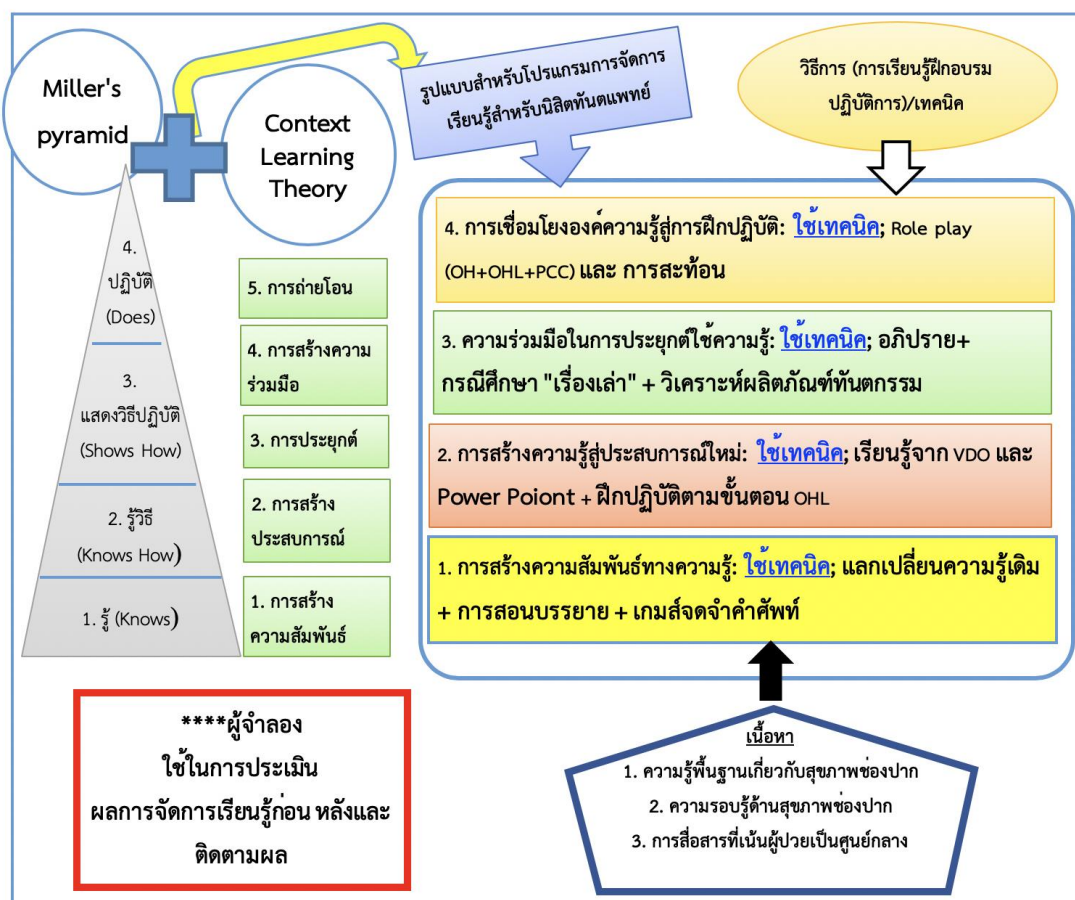 Miller's
pyramid
Context
Learning
Theory
รูปแบบสำหรับโปรแกรมการจัดการ
เรียนรู้สำหรับนิสิตทันตแพทย์
วิธีการ (การเรียนรู้ฝึกอบรม
ปฏิบัติการ)/เทคนิค
4.
ปฏิบัติ
(Does)
3.
แสดงวิธีปฏิบัติ
(Shows How)
2. รู้วิธี
(Knows How)
1. รู้ (Knows)
5. การถ่ายโอน
4. การสร้างความ
ร่วมมือ
3. การประยุกต์
2. การสร้าง
ประสบการณ์
1. การสร้าง
ความสัมพันธ์
4. การเชื่อมโยงองค์ความรู้สู่การฝึกปฏิบัติ: ใช้เทคนิค; Role play
(OH+OHL+PCC) และ การสะท้อน
3. ความร่วมมือในการประยุกต์ใช้ความรู้: ใช้เทคนิค; อภิปราย+
กรณีศึกษา "เรื่องเล่า" + วิเคราะห์ผลิตภัณฑ์ทันตกรรม
2. การสร้างความรู้สู่ประสบการณ์ใหม่: ใช้เทคนิค; เรียนรู้จาก VDO และ
Power Poiont + ฝึกปฏิบัติตามขั้นตอน OHL
1. การสร้างความสัมพันธ์ทางความรู้: ใช้เทคนิค; แลกเปลี่ยนความรู้เดิม
+ การสอนบรรยาย + เกมส์จดจำคำศัพท์
****ผู้จำลอง
ใช้ในการประเมิน
ผลการจัดการเรียนรู้ก่อน หลังและ
ติดตามผล
เนื้อหา
1. ความรู้พื้นฐานเกี่ยวกับสุขภาพช่องปาก
2. ความรอบรู้ด้านสุขภาพช่องปาก
3. การสื่อสารที่เน้นผู้ป่วยเป็นศูนย์กลาง